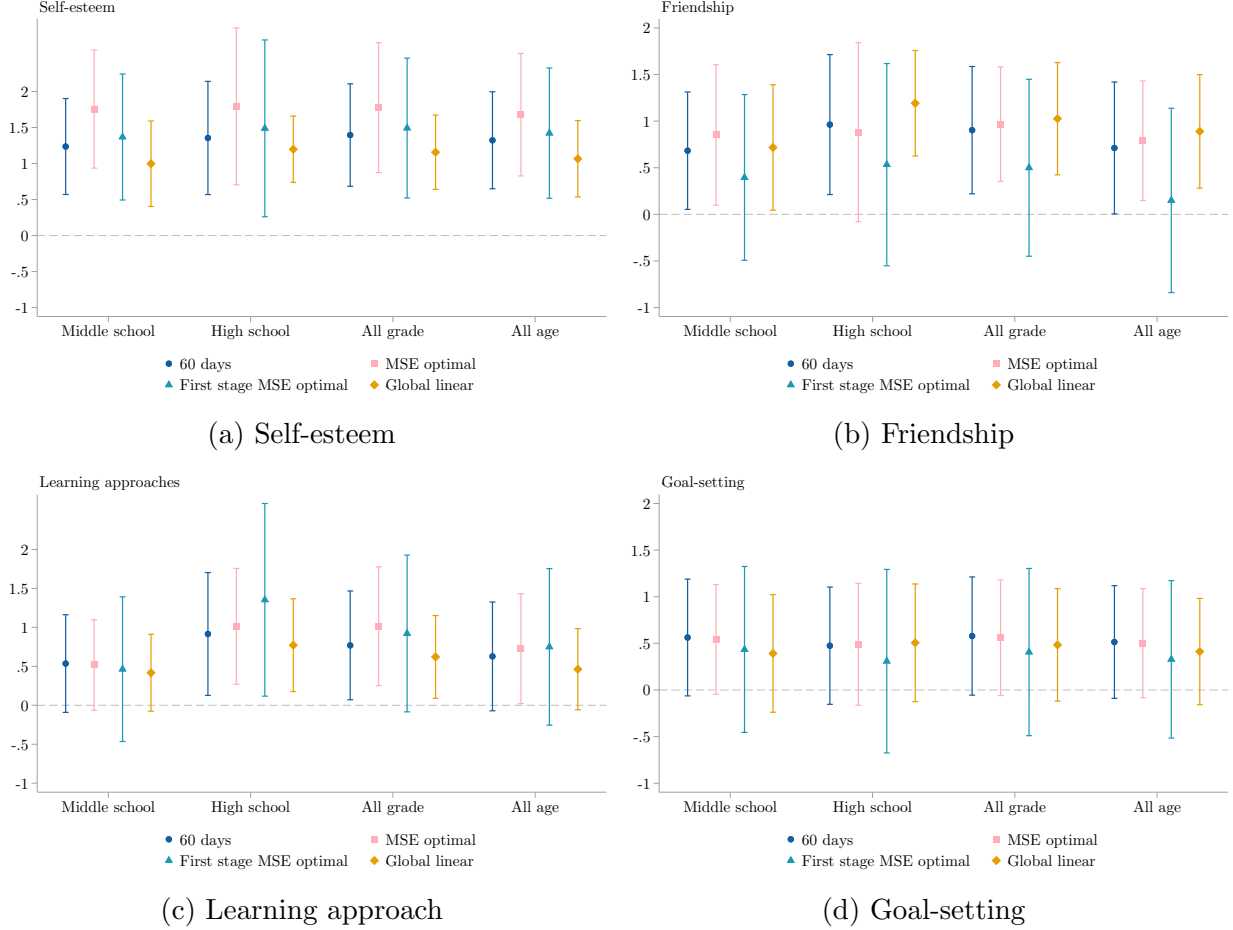 Self-esteem
2
1.5
1
.5
0
-.5
-1
Middle school High school All grade All age
60 days MSE optimal
First stage MSE optimal Global linear
(a) Self-esteem
Friendship
2
1.5
1
.5
0
-.5
-1
Middle school High school All grade All age
60 days MSE optimal
First stage MSE optimal Global linear
(b) Friendship
Learning approaches
2
1.5
1
.5
0
-.5
-1
Middle school High school All grade All age
60 days MSE optimal
First stage MSE optimal Global linear
(c) Learning approach
Goal-setting
2
1.5
1
.5
0
-.5
-1
Middle school High school All grade All age
60 days MSE optimal
First stage MSE optimal Global linear
(d) Goal-setting